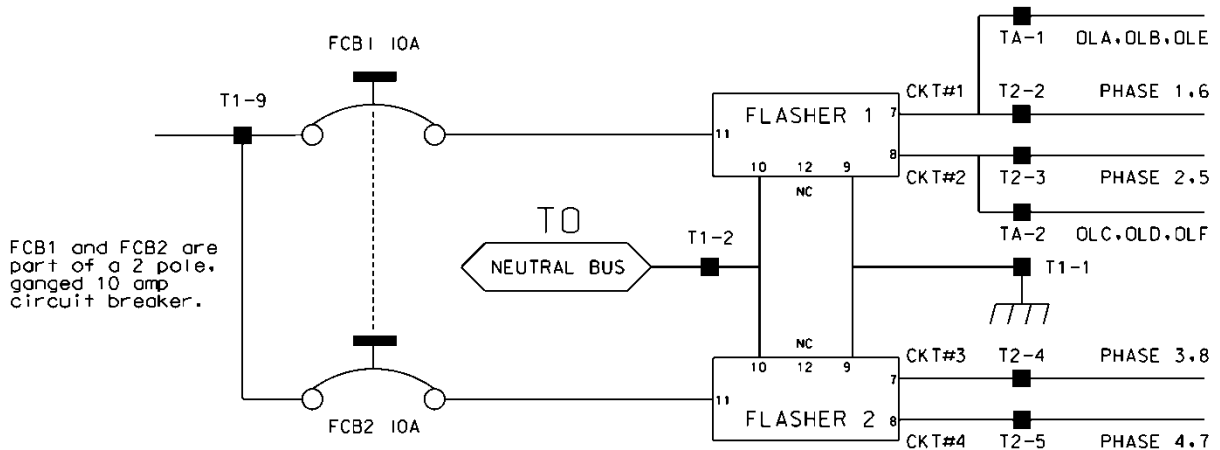 FCB1 10A
T1-9
TA-1 OLA,OLB,OLE
CKT#1 T2-2 PHASE 1,6
FLASHER 1
7
11
8
10 12 9
NC
CKT#2 T2-3 PHASE 2,5
TA-2 OLC,OLD,OLF
TO
NEUTRAL BUS
T1-2
T1-1
FCB1 and FCB2 are
part of a 2 pole,
ganged 10 amp
circuit breaker.
NC
10 12 9
CKT#3 T2-4 PHASE 3,8
7
11
FLASHER 2
8
FCB2 10A
CKT#4 T2-5 PHASE 4,7